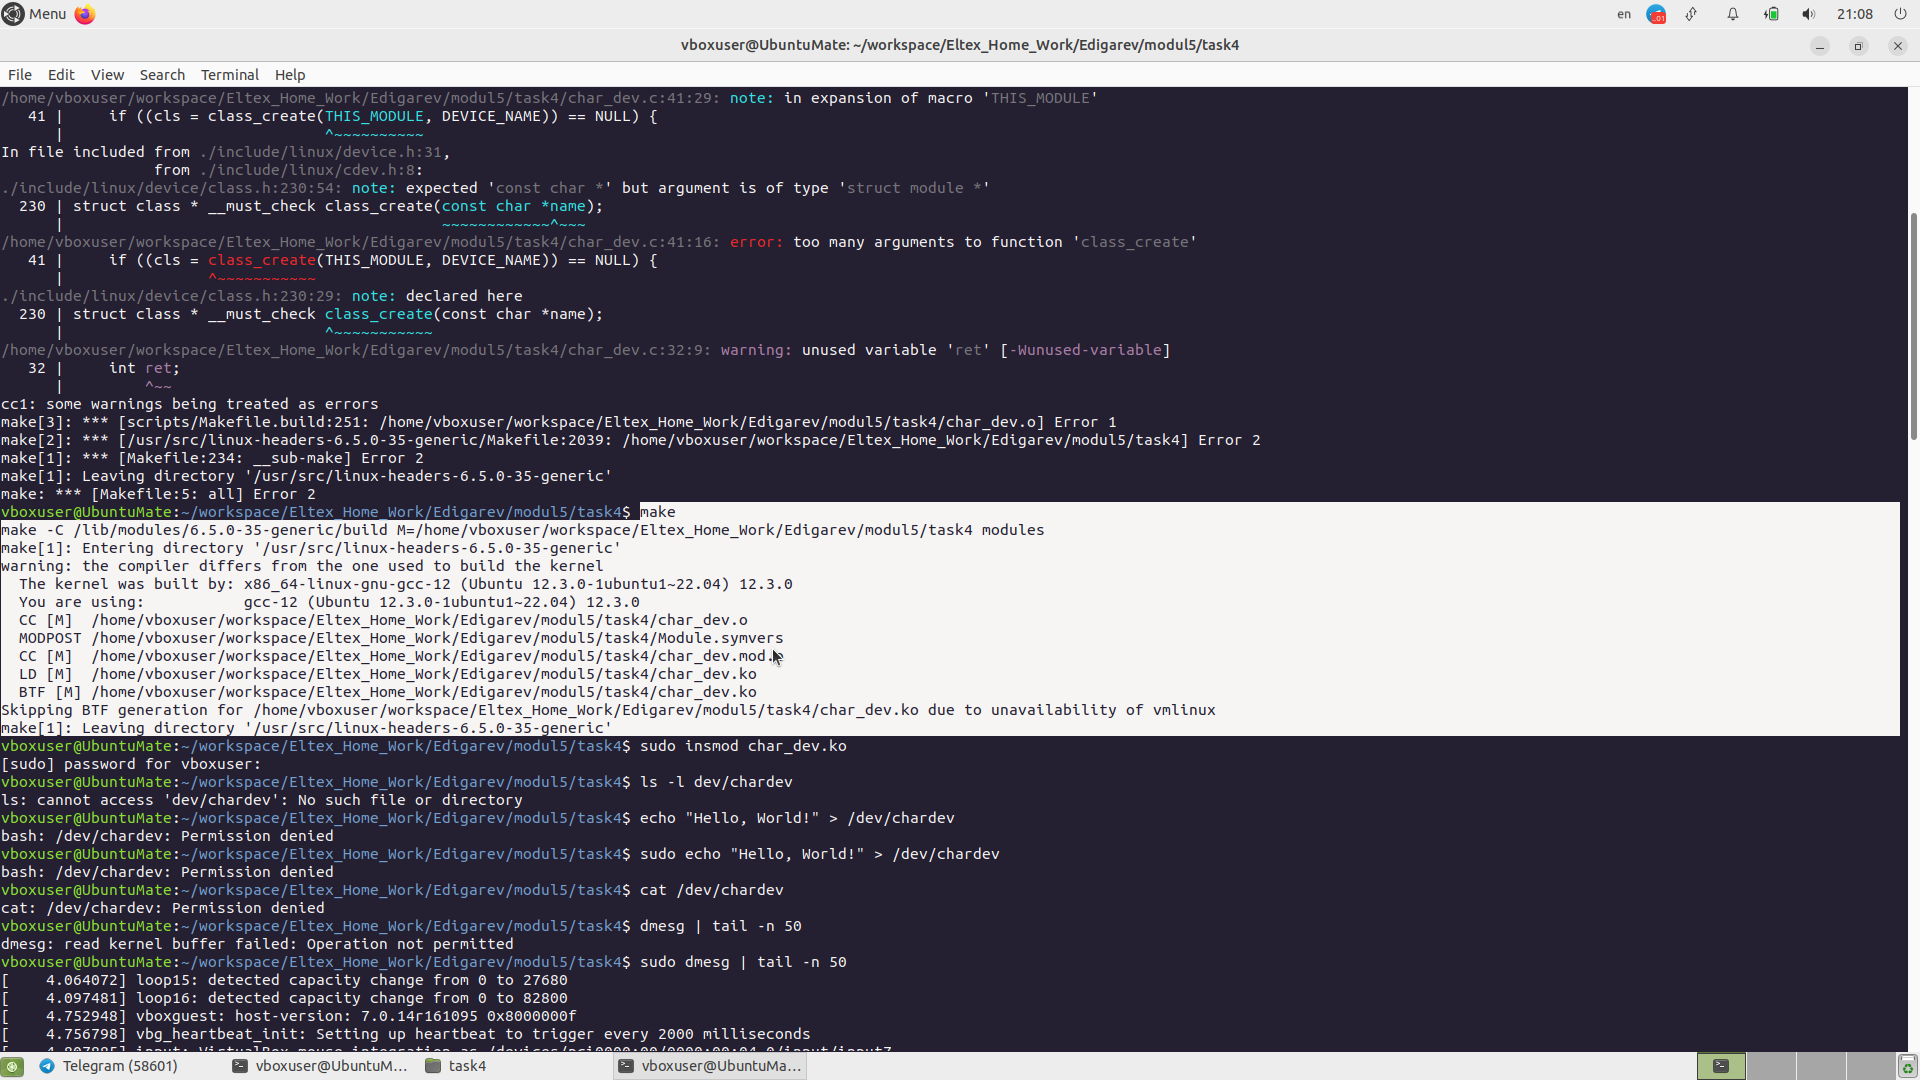 Menu
en
21:08
vboxuser@UbuntuMate: ~/workspace/Eltex_Home_Work/Edigarev/modul5/task4
File Edit View Search Terminal Help
/home/vboxuser/workspace/Eltex_Home_Work/Edigarev/modul5/task4/char_dev.c:41:29: note: in expansion of macro 'THIS_MODULE'
   41 |     if ((cls = class_create(THIS_MODULE, DEVICE_NAME)) == NULL) {
      |                             ^~~~~~~~~~~
In file included from ./include/linux/device.h:31,
                 from ./include/linux/cdev.h:8:
./include/linux/device/class.h:230:54: note: expected 'const char *' but argument is of type 'struct module *'
  230 | struct class * __must_check class_create(const char *name);
      |                                          ~~~~~~~~~~~~^~~~
/home/vboxuser/workspace/Eltex_Home_Work/Edigarev/modul5/task4/char_dev.c:41:16: error: too many arguments to function 'class_create'
   41 |     if ((cls = class_create(THIS_MODULE, DEVICE_NAME)) == NULL) {
      |                ^~~~~~~~~~~~
./include/linux/device/class.h:230:29: note: declared here
  230 | struct class * __must_check class_create(const char *name);
      |                             ^~~~~~~~~~~~
/home/vboxuser/workspace/Eltex_Home_Work/Edigarev/modul5/task4/char_dev.c:32:9: warning: unused variable 'ret' [-Wunused-variable]
   32 |     int ret;
      |         ^~~
cc1: some warnings being treated as errors
make[3]: *** [scripts/Makefile.build:251: /home/vboxuser/workspace/Eltex_Home_Work/Edigarev/modul5/task4/char_dev.o] Error 1
make[2]: *** [/usr/src/linux-headers-6.5.0-35-generic/Makefile:2039: /home/vboxuser/workspace/Eltex_Home_Work/Edigarev/modul5/task4] Error 2
make[1]: *** [Makefile:234: __sub-make] Error 2
make[1]: Leaving directory '/usr/src/linux-headers-6.5.0-35-generic'
make: *** [Makefile:5: all] Error 2
vboxuser@UbuntuMate:~/workspace/Eltex_Home_Work/Edigarev/modul5/task4$ make
make -C /lib/modules/6.5.0-35-generic/build M=/home/vboxuser/workspace/Eltex_Home_Work/Edigarev/modul5/task4 modules
make[1]: Entering directory '/usr/src/linux-headers-6.5.0-35-generic'
warning: the compiler differs from the one used to build the kernel
  The kernel was built by: x86_64-linux-gnu-gcc-12 (Ubuntu 12.3.0-1ubuntu1~22.04) 12.3.0
  You are using:           gcc-12 (Ubuntu 12.3.0-1ubuntu1~22.04) 12.3.0
  CC [M]  /home/vboxuser/workspace/Eltex_Home_Work/Edigarev/modul5/task4/char_dev.o
  MODPOST /home/vboxuser/workspace/Eltex_Home_Work/Edigarev/modul5/task4/Module.symvers
  CC [M]  /home/vboxuser/workspace/Eltex_Home_Work/Edigarev/modul5/task4/char_dev.mod.
  LD [M]  /home/vboxuser/workspace/Eltex_Home_Work/Edigarev/modul5/task4/char_dev.ko
  BTF [M] /home/vboxuser/workspace/Eltex_Home_Work/Edigarev/modul5/task4/char_dev.ko
Skipping BTF generation for /home/vboxuser/workspace/Eltex_Home_Work/Edigarev/modul5/task4/char_dev.ko due to unavailability of vmlinux
make[1]: Leaving directory '/usr/src/linux-headers-6.5.0-35-generic'
vboxuser@UbuntuMate:~/workspace/Eltex_Home_Work/Edigarev/modul5/task4$ sudo insmod char_dev.ko
[sudo] password for vboxuser:
vboxuser@UbuntuMate:~/workspace/Eltex_Home_Work/Edigarev/modul5/task4$ ls -l dev/chardev
ls: cannot access 'dev/chardev': No such file or directory
vboxuser@UbuntuMate:~/workspace/Eltex_Home_Work/Edigarev/modul5/task4$ echo "Hello, World!" > /dev/chardev
bash: /dev/chardev: Permission denied
vboxuser@UbuntuMate:~/workspace/Eltex_Home_Work/Edigarev/modul5/task4$ sudo echo "Hello, World!" > /dev/chardev
bash: /dev/chardev: Permission denied
vboxuser@UbuntuMate:~/workspace/Eltex_Home_Work/Edigarev/modul5/task4$ cat /dev/chardev
cat: /dev/chardev: Permission denied
vboxuser@UbuntuMate:~/workspace/Eltex_Home_Work/Edigarev/modul5/task4$ dmesg | tail -n 50
dmesg: read kernel buffer failed: Operation not permitted
vboxuser@UbuntuMate:~/workspace/Eltex_Home_Work/Edigarev/modul5/task4$ sudo dmesg | tail -n 50
[    4.064072] loop15: detected capacity change from 0 to 27680
[    4.097481] loop16: detected capacity change from 0 to 82800
[    4.752948] vboxguest: host-version: 7.0.14r161095 0x8000000f
[    4.756798] vbg_heartbeat_init: Setting up heartbeat to trigger every 2000 milliseconds
Telegram (58601)
vboxuser@UbuntuM...
task4
vboxuser@UbuntuMa...